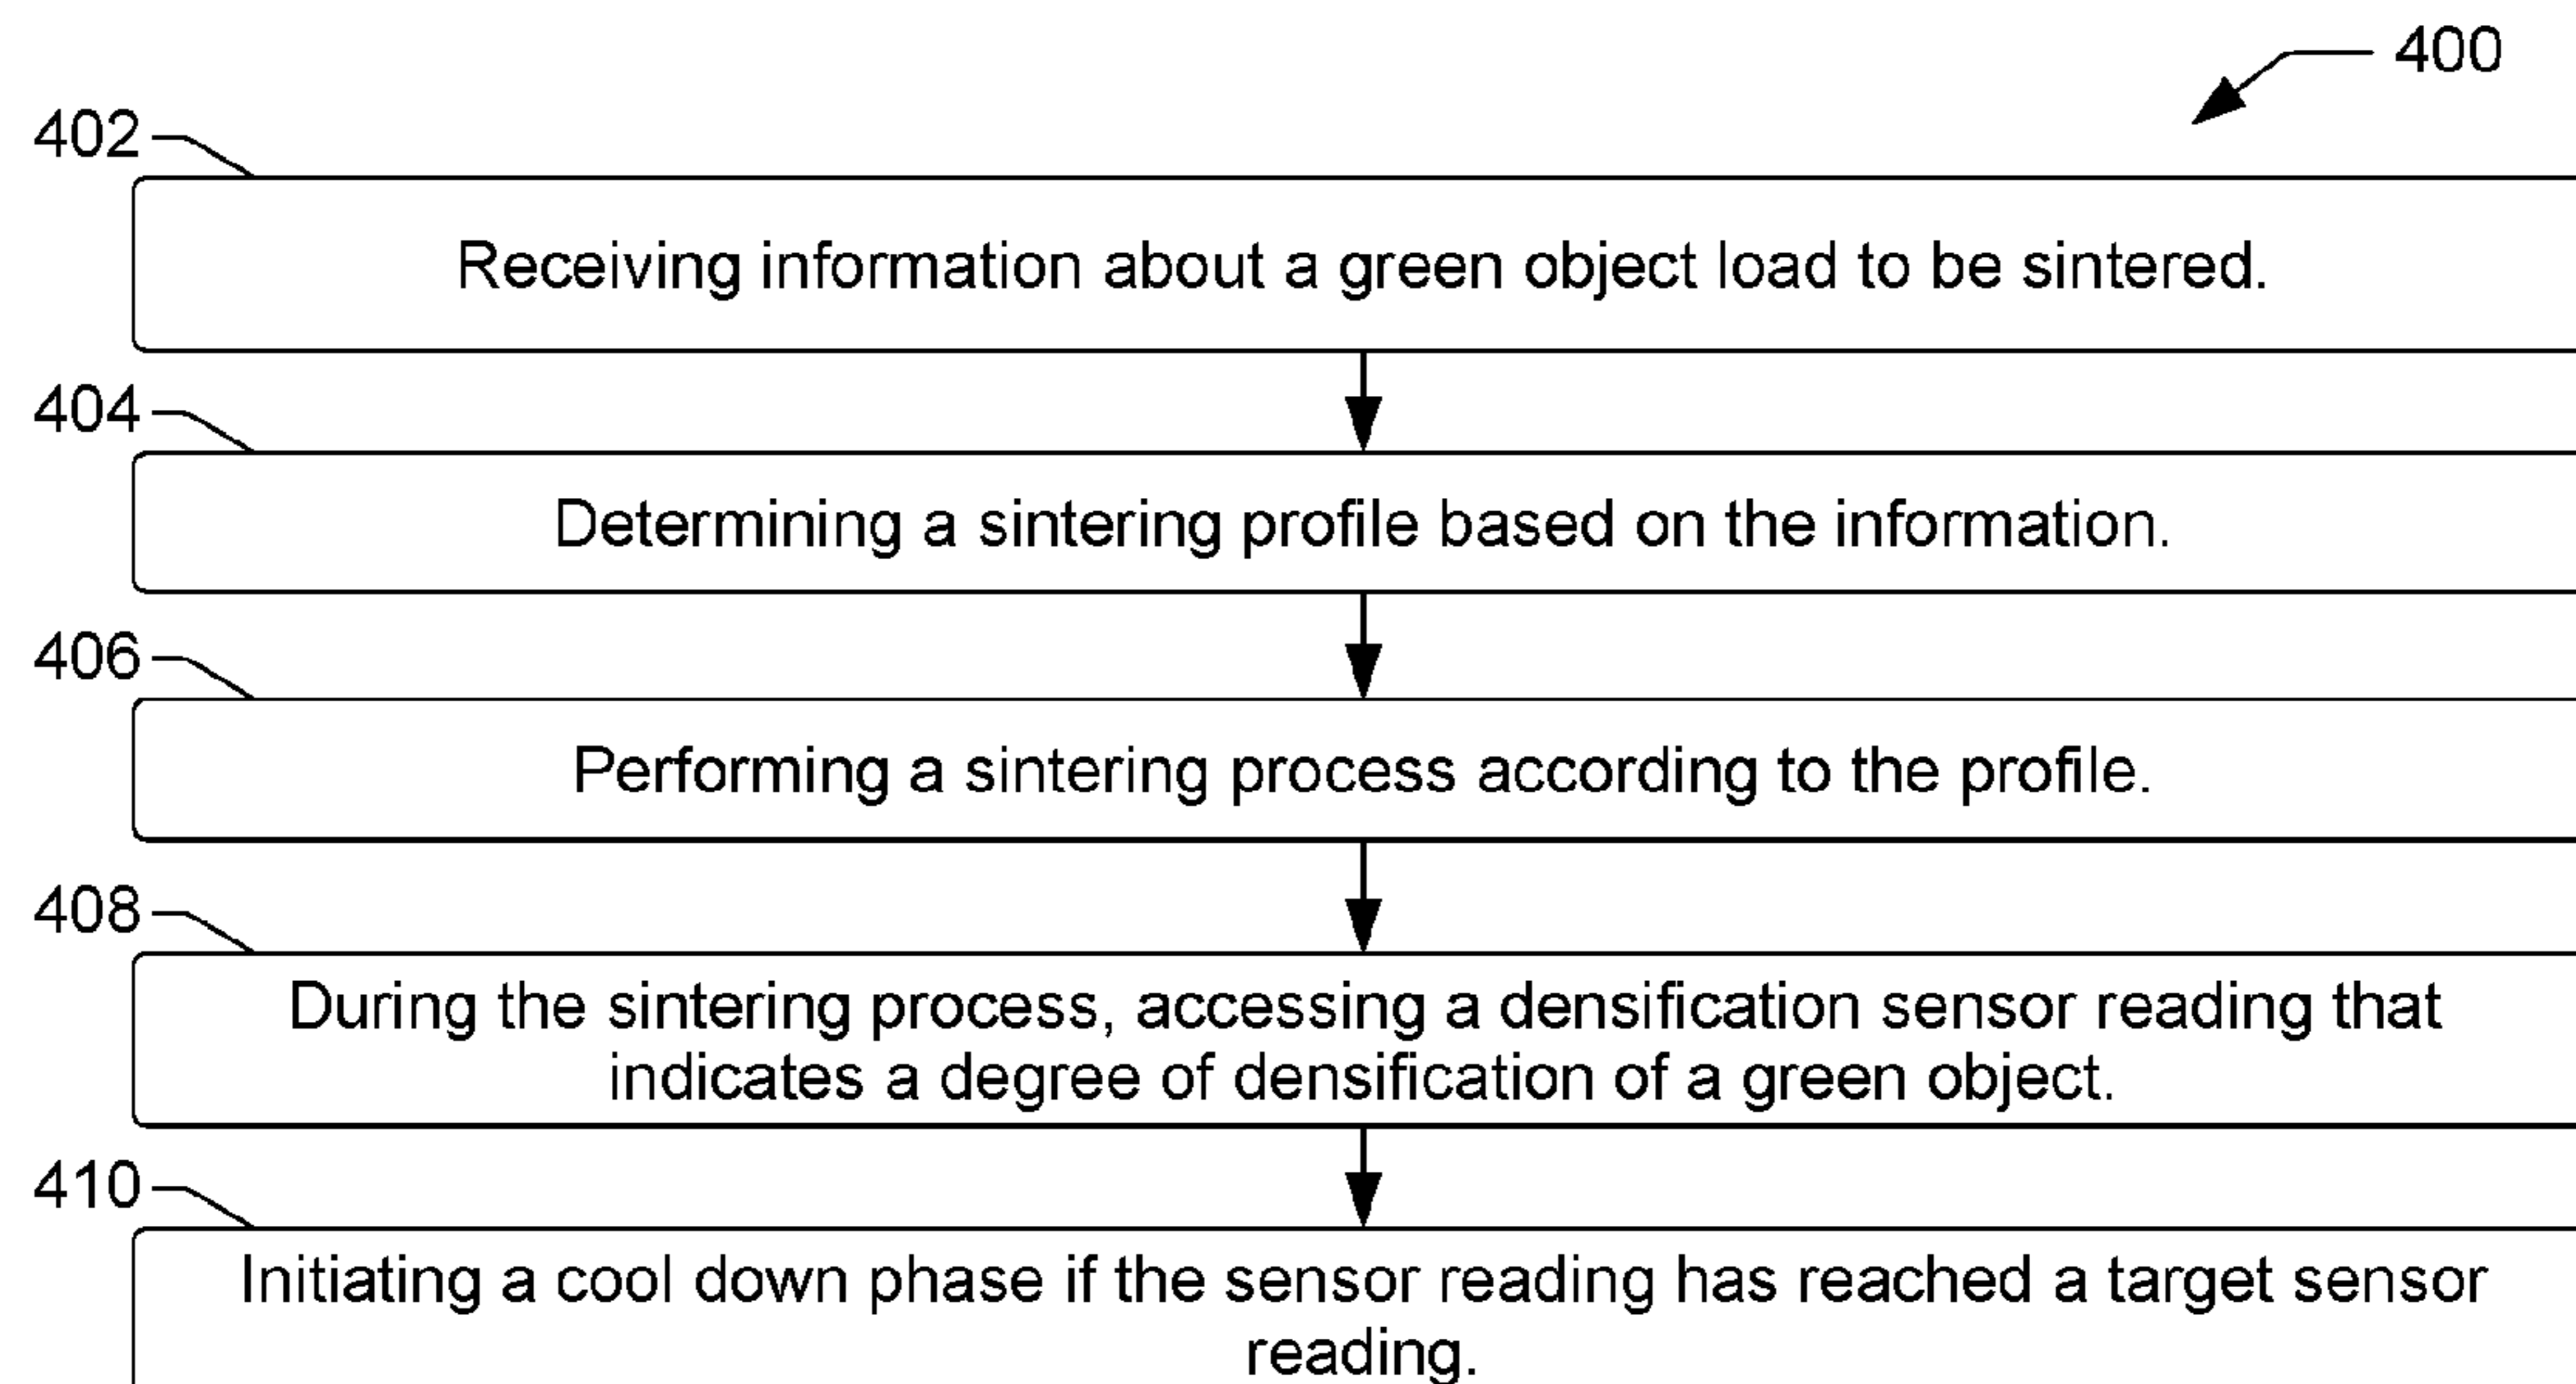 400
402
Receiving information about a green object load to be sintered.
404
Determining a sintering profile based on the information.
406
Performing a sintering process according to the profile.
408
During the sintering process, accessing a densification sensor reading that
indicates a degree of densification of a green object.
410
Initiating a cool down phase if the sensor reading has reached a target sensor
reading.